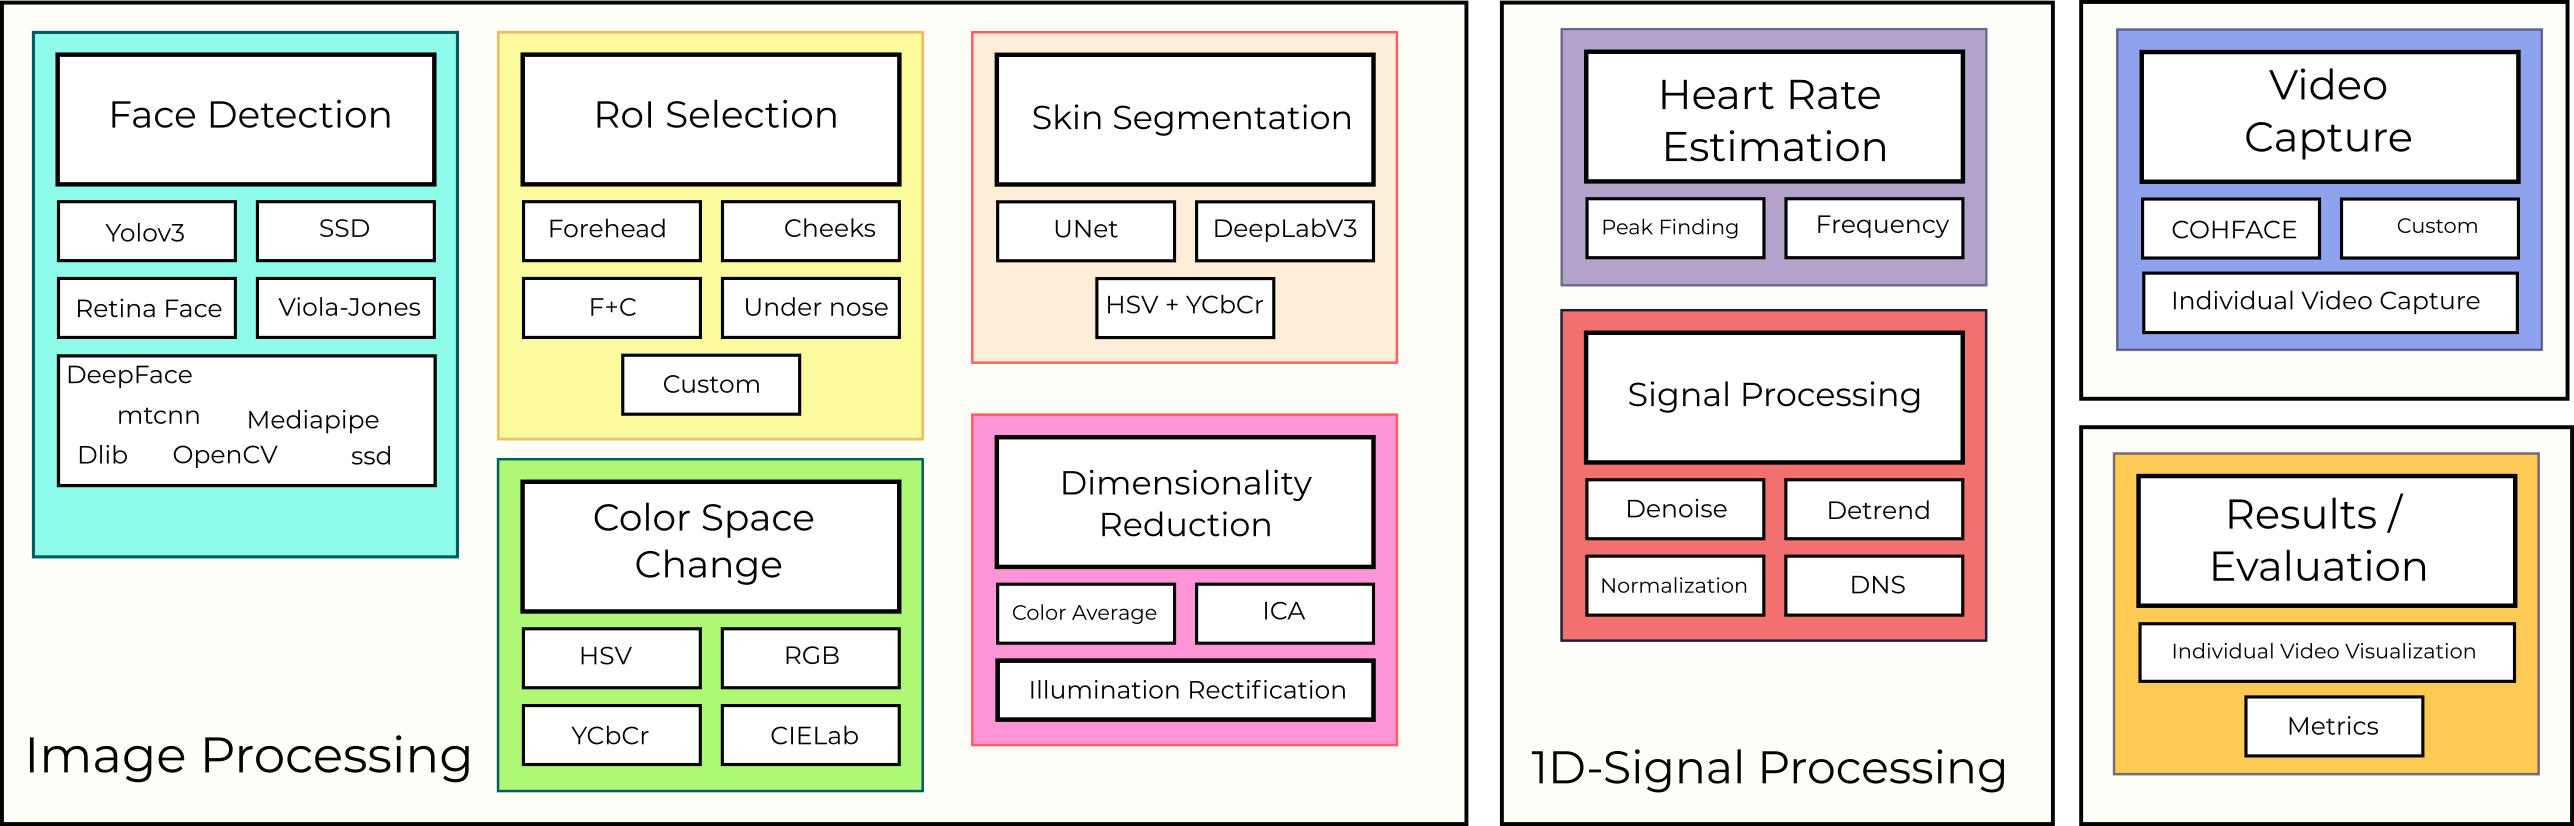 Face Detection
Yolov3
SSD
Retina Face
Viola-Jones
DeepFace
mtcnn
Mediapipe
Dlib
OpenCV
ssd
RoI Selection
Forehead
Cheeks
F+C
Under nose
Custom
Color Space
Change
HSV
RGB
YCbCr
CIELab
Skin Segmentation
UNet
DeepLabV3
HSV + YCbCr
Dimensionality
Reduction
Color Average
ICA
Illumination Rectification
Image Processing
Heart Rate
Estimation
Peak Finding
Frequency
Signal Processing
Denoise
Detrend
Normalization
DNS
1D-Signal Processing
Video
Capture
COHFACE
Custom
Individual Video Capture
Results /
Evaluation
Individual Video Visualization
Metrics